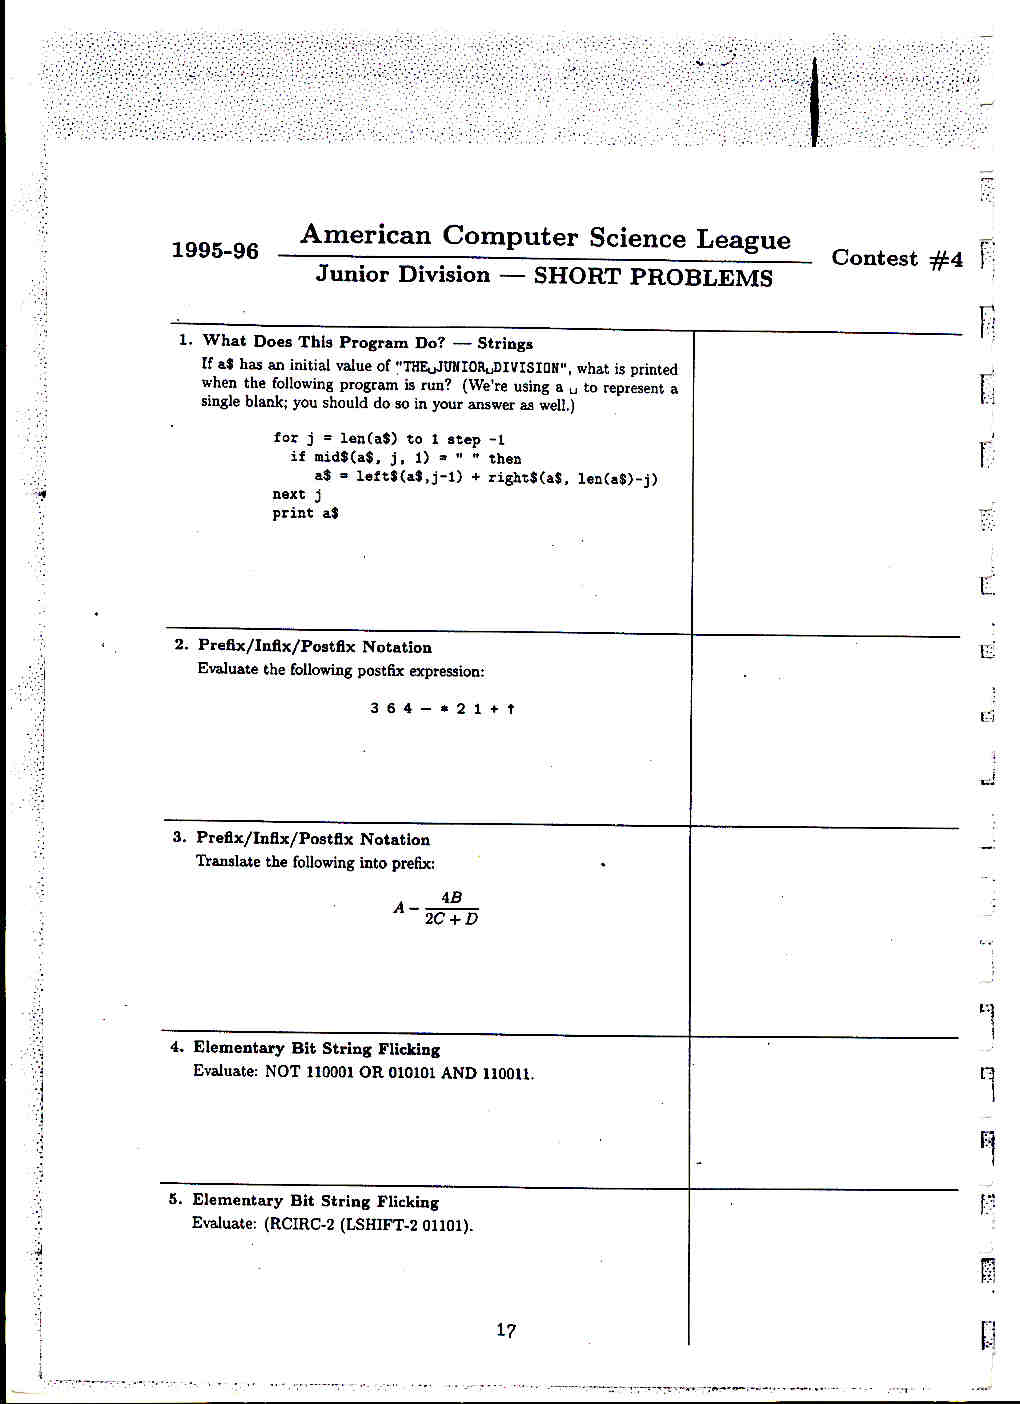 1995-96
American Computer Science League
Contest #4
Junior Division — SHORT PROBLEMS
1. What Does This Program Do? — Strings
If a$ has an initial value of "THE␣JUNIOR␣DIVISION", what is printed
when the following program is run? (We're using a ␣ to represent a
single blank; you should do so in your answer as well.)
for j = len(a$) to 1 step -1
if mid$(a$, j, 1) = " " then
a$ = left$(a$,j-1) + right$(a$, len(a$)-j)
next j
print a$
2. Prefix/Infix/Postfix Notation
Evaluate the following postfix expression:
3 6 4 − * 2 1 + ↑
3. Prefix/Infix/Postfix Notation
Translate the following into prefix:
4B
A −
2C + D
4. Elementary Bit String Flicking
Evaluate: NOT 110001 OR 010101 AND 110011.
5. Elementary Bit String Flicking
Evaluate: (RCIRC-2 (LSHIFT-2 01101).
17